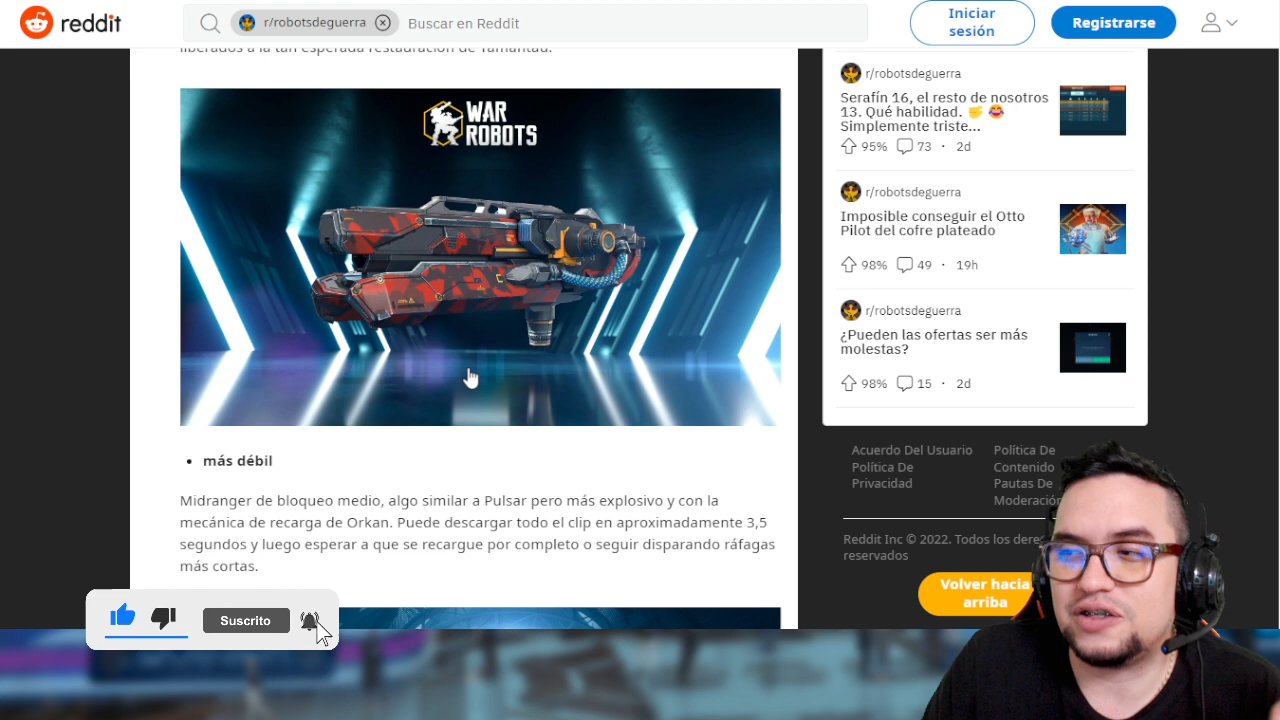 reddit
r/robotsdeguerra
Buscar en Reddit
Iniciar
sesión
Registrarse
liberados a la tan esperada restauración de Yamantau.
WAR
ROBOTS
más débil
Midranger de bloqueo medio, algo similar a Pulsar pero más explosivo y con la
mecánica de recarga de Orkan. Puede descargar todo el clip en aproximadamente 3,5
segundos y luego esperar a que se recargue por completo o seguir disparando ráfagas
más cortas.
r/robotsdeguerra
Serafín 16, el resto de nosotros
13. Qué habilidad. 🤛 😂
Simplemente triste...
95% 73 · 2d
r/robotsdeguerra
Imposible conseguir el Otto
Pilot del cofre plateado
98% 49 · 19h
r/robotsdeguerra
¿Pueden las ofertas ser más
molestas?
98% 15 · 2d
Acuerdo Del Usuario
Política De
Privacidad
Política De
Contenido
Pautas De
Moderación
Reddit Inc © 2022. Todos los
reservados
Volver hacia
arriba
Suscrito